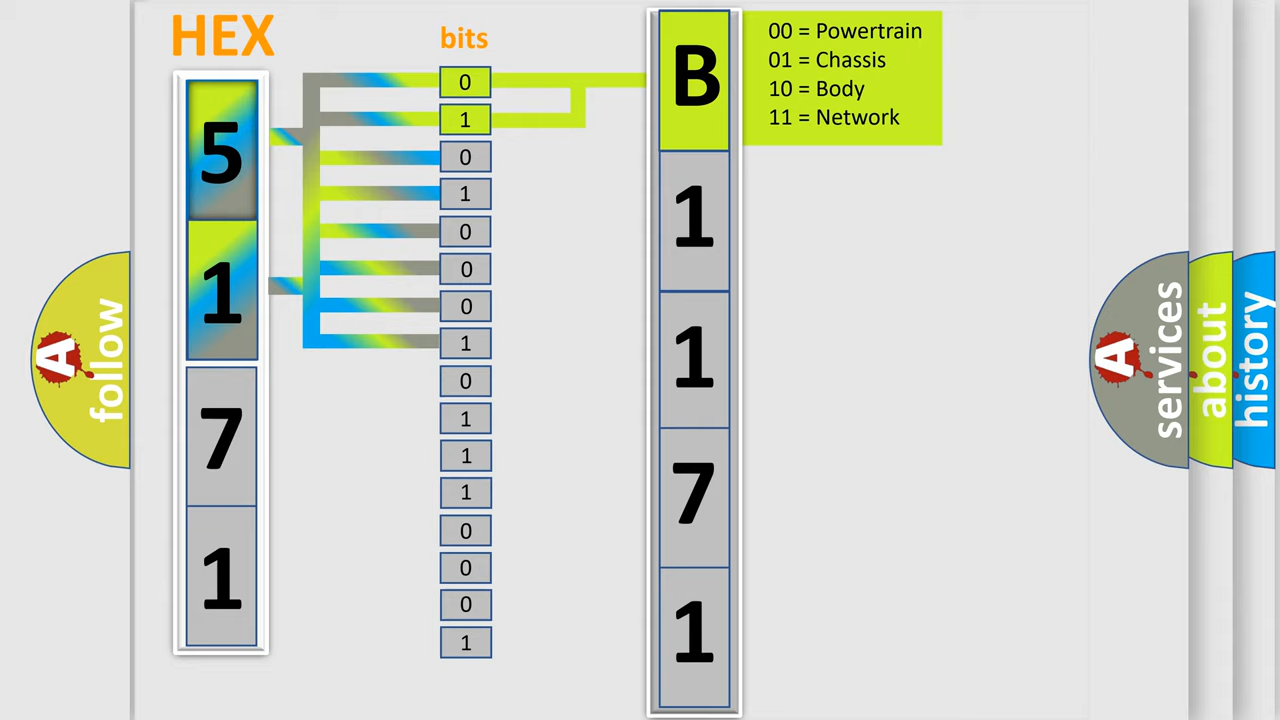 HEX
bits
5
1
7
1
0
1
0
1
0
0
0
1
0
1
1
1
0
0
0
1
B
1
1
7
1
00 = Powertrain
01 = Chassis
10 = Body
11 = Network
A
follow
A
services
about
history